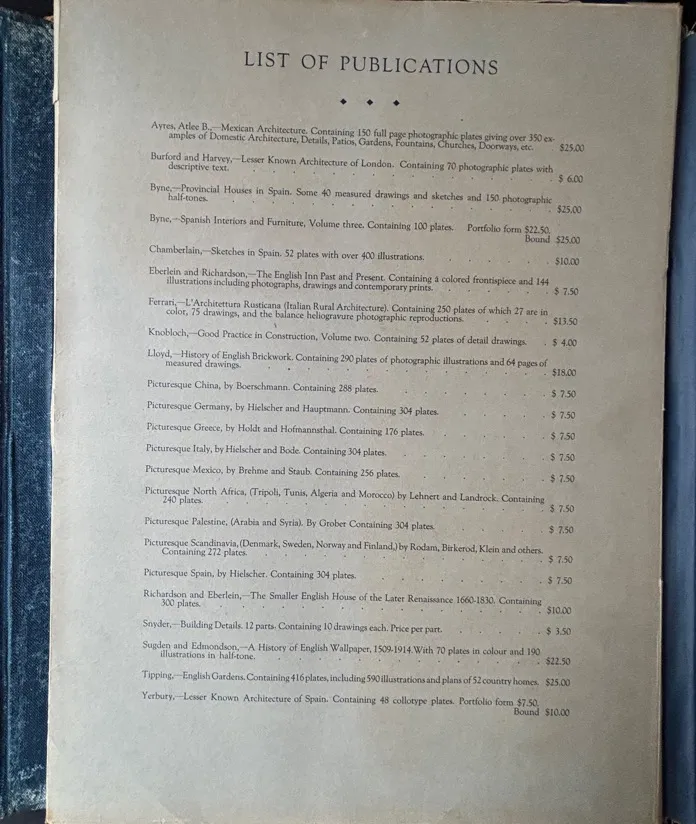 LIST OF PUBLICATIONS
Ayres, Atlee B.,—Mexican Architecture. Containing 150 full page photographic plates giving over 350 ex-
amples of Domestic Architecture, Details, Patios, Gardens, Fountains, Churches, Doorways, etc. $25.00
Burford and Harvey,—Lesser Known Architecture of London. Containing 70 photographic plates with
descriptive text. $ 6.00
Byne,—Provincial Houses in Spain. Some 40 measured drawings and sketches and 150 photographic
half-tones. $25.00
Byne,—Spanish Interiors and Furniture, Volume three. Containing 100 plates. Portfolio form $22.50.
Bound $25.00
Chamberlain,—Sketches in Spain. 52 plates with over 400 illustrations. $10.00
Eberlein and Richardson,—The English Inn Past and Present. Containing a colored frontispiece and 144
illustrations including photographs, drawings and contemporary prints. $ 7.50
Ferrari,—L'Architettura Rusticana (Italian Rural Architecture). Containing 250 plates of which 27 are in
color, 75 drawings, and the balance heliogravure photographic reproductions. $13.50
Knobloch,—Good Practice in Construction, Volume two. Containing 52 plates of detail drawings. $ 4.00
Lloyd,—History of English Brickwork. Containing 290 plates of photographic illustrations and 64 pages of
measured drawings. $18.00
Picturesque China, by Boerschmann. Containing 288 plates. $ 7.50
Picturesque Germany, by Hielscher and Hauptmann. Containing 304 plates. $ 7.50
Picturesque Greece, by Holdt and Hofmannsthal. Containing 176 plates. $ 7.50
Picturesque Italy, by Hielscher and Bode. Containing 304 plates. $ 7.50
Picturesque Mexico, by Brehme and Staub. Containing 256 plates. $ 7.50
Picturesque North Africa, (Tripoli, Tunis, Algeria and Morocco) by Lehnert and Landrock. Containing
240 plates. $ 7.50
Picturesque Palestine, (Arabia and Syria). By Grober Containing 304 plates. $ 7.50
Picturesque Scandinavia, (Denmark, Sweden, Norway and Finland,) by Rodam, Birkerod, Klein and others.
Containing 272 plates. $ 7.50
Picturesque Spain, by Hielscher. Containing 304 plates. $ 7.50
Richardson and Eberlein,—The Smaller English House of the Later Renaissance 1660-1830. Containing
300 plates. $10.00
Snyder,—Building Details. 12 parts. Containing 10 drawings each. Price per part. $ 3.50
Sugden and Edmondson,—A History of English Wallpaper, 1509-1914. With 70 plates in colour and 190
illustrations in half-tone. $22.50
Tipping,—English Gardens. Containing 416 plates, including 590 illustrations and plans of 52 country homes. $25.00
Yerbury,—Lesser Known Architecture of Spain. Containing 48 collotype plates. Portfolio form $7.50.
Bound $10.00